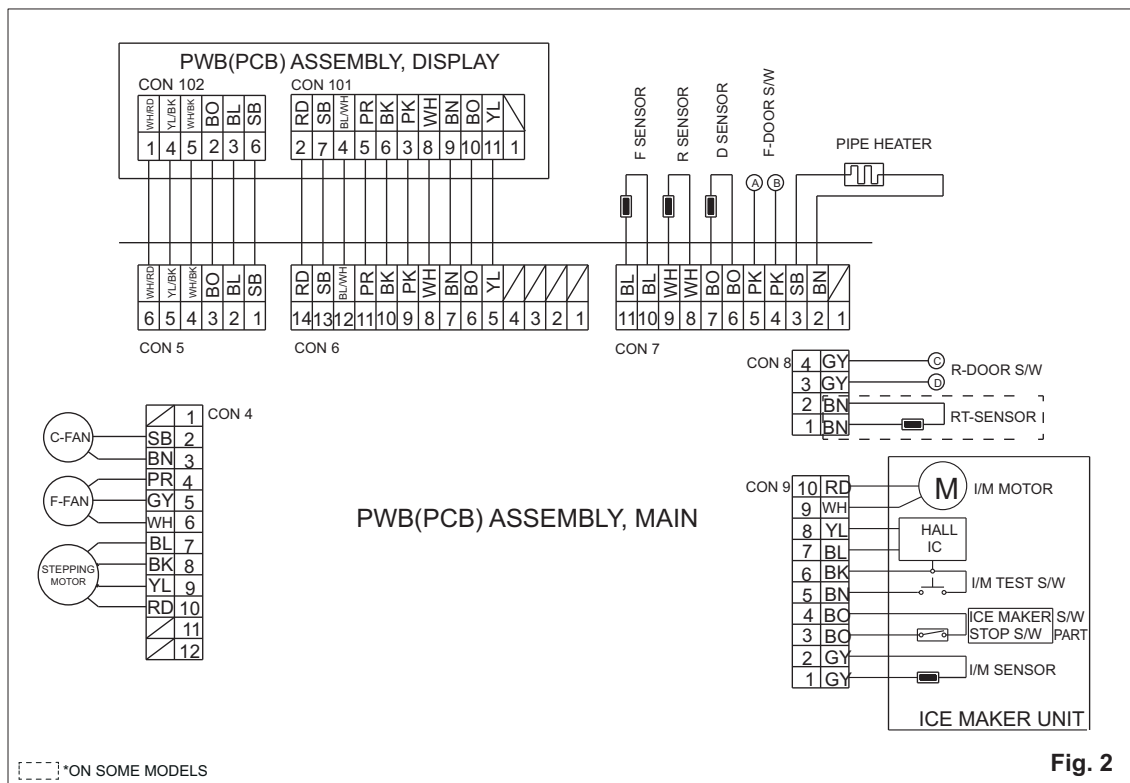 PWB(PCB) ASSEMBLY, DISPLAY
CON 102
CON 101
WH/RD YL/BK WH/BK BO BL SB
1 4 5 2 3 6
RD SB BL/WH PR BK PK WH BN BO YL
2 7 4 5 6 3 8 9 10 11 1
F SENSOR
R SENSOR
D SENSOR
F-DOOR S/W
A B
PIPE HEATER
WH/RD YL/BK WH/BK BO BL SB
6 5 4 3 2 1
CON 5
RD SB BL/WH PR BK PK WH BN BO YL
14 13 12 11 10 9 8 7 6 5 4 3 2 1
CON 6
BL BL WH WH BO BO PK PK SB BN
11 10 9 8 7 6 5 4 3 2 1
CON 7
CON 8
4 GY C
3 GY D
R-DOOR S/W
2 BN
1 BN
RT-SENSOR
CON 4
1
C-FAN
SB 2
BN 3
F-FAN
PR 4
GY 5
WH 6
STEPPING
MOTOR
BL 7
BK 8
YL 9
RD 10
11
12
PWB(PCB) ASSEMBLY, MAIN
CON 9
10 RD
9 WH
M I/M MOTOR
8 YL
7 BL
HALL
IC
6 BK
5 BN
I/M TEST S/W
4 BO
3 BO
ICE MAKER S/W
STOP S/W PART
2 GY
1 GY
I/M SENSOR
ICE MAKER UNIT
*ON SOME MODELS
Fig. 2